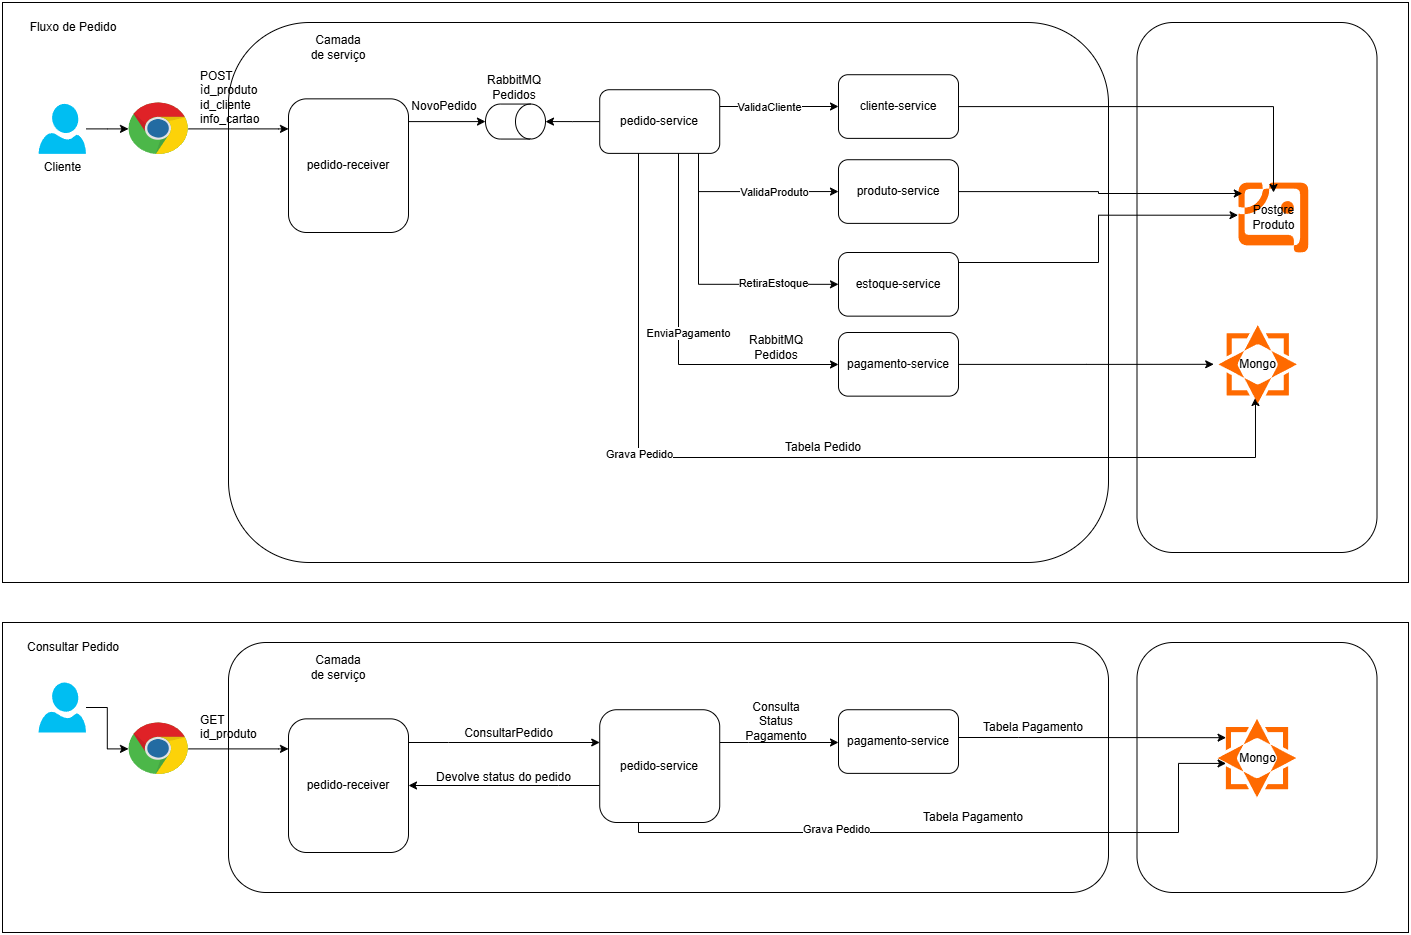 Fluxo de Pedido
Camada
de serviço
POST
id_produto
id_cliente
info_cartao
Cliente
pedido-receiver
NovoPedido
RabbitMQ
Pedidos
pedido-service
ValidaCliente
cliente-service
ValidaProduto
produto-service
Postgre
Produto
RetiraEstoque
estoque-service
EnviaPagamento
RabbitMQ
Pedidos
pagamento-service
Mongo
Grava Pedido
Tabela Pedido
Consultar Pedido
Camada
de serviço
GET
id_produto
pedido-receiver
ConsultarPedido
Devolve status do pedido
pedido-service
Consulta
Status
Pagamento
pagamento-service
Tabela Pagamento
Mongo
Grava Pedido
Tabela Pagamento